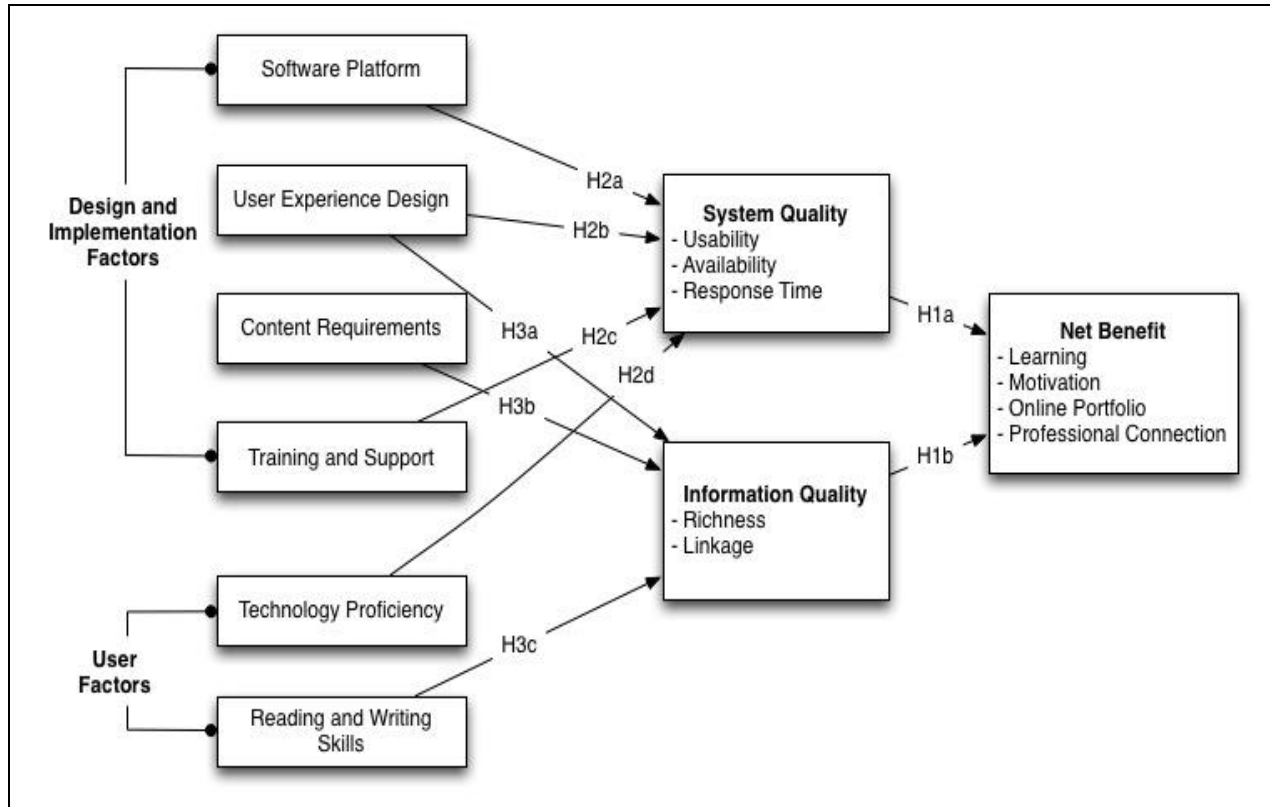 Software Platform
User Experience Design
Design and
Implementation
Factors
Content Requirements
Training and Support
Technology Proficiency
User
Factors
Reading and Writing
Skills
H2a
H2b
H3a
H2c
H2d
H3b
H3c
System Quality
- Usability
- Availability
- Response Time
Information Quality
- Richness
- Linkage
H1a
H1b
Net Benefit
- Learning
- Motivation
- Online Portfolio
- Professional Connection